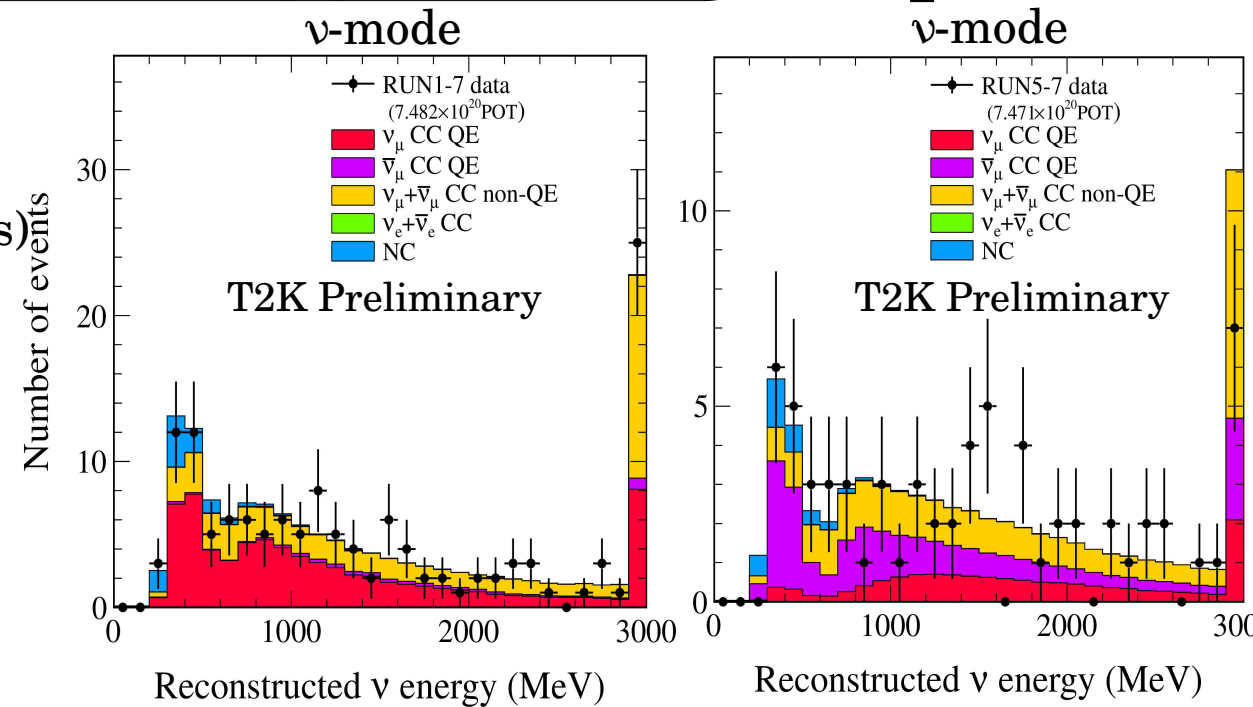 ν-mode
RUN1-7 data
(7.482×10²⁰POT)
ν_μ CC QE
ν̅_μ CC QE
ν_μ+ν̅_μ CC non-QE
ν_e+ν̅_e CC
NC
T2K Preliminary
s)
Number of events
30
20
10
0
0 1000 2000 3000
Reconstructed ν energy (MeV)
ν-mode
RUN5-7 data
(7.471×10²⁰POT)
ν_μ CC QE
ν̅_μ CC QE
ν_μ+ν̅_μ CC non-QE
ν_e+ν̅_e CC
NC
T2K Preliminary
10
5
0
0 1000 2000 300
Reconstructed ν energy (MeV)